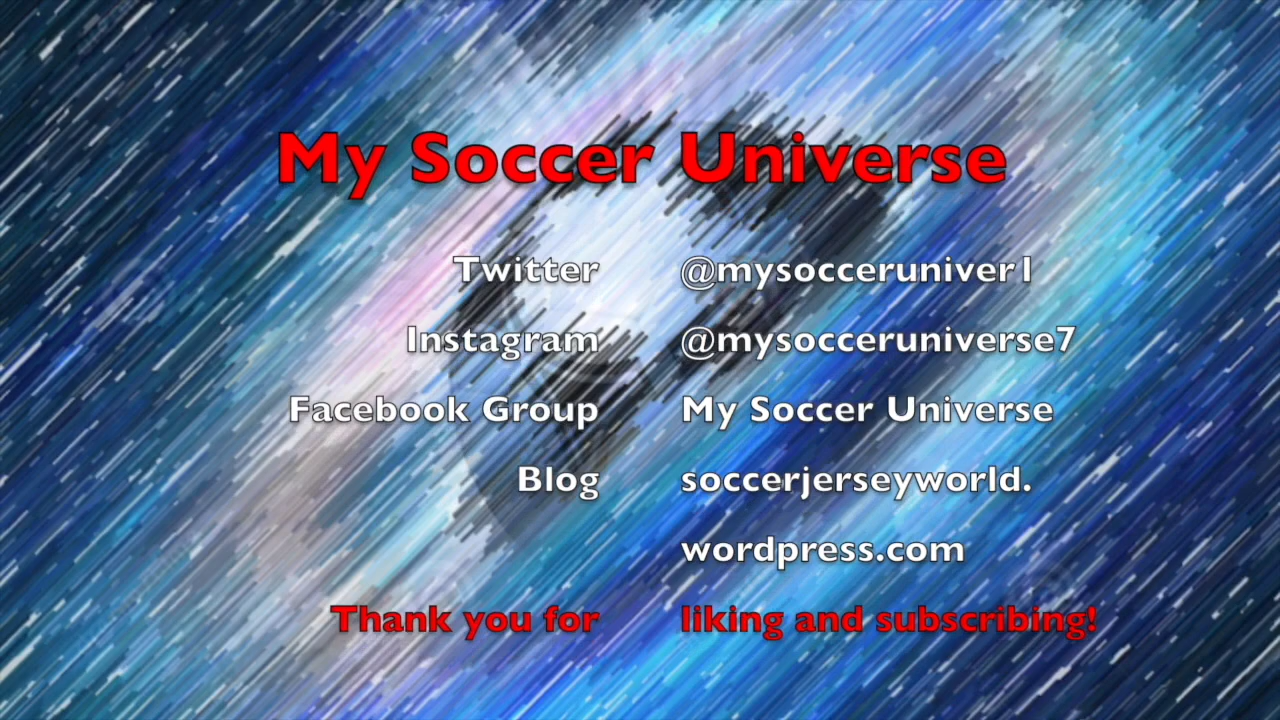 My Soccer Universe
Twitter @mysocceruniver1
Instagram @mysocceruniverse7
Facebook Group My Soccer Universe
Blog soccerjerseyworld.
wordpress.com
Thank you for liking and subscribing!